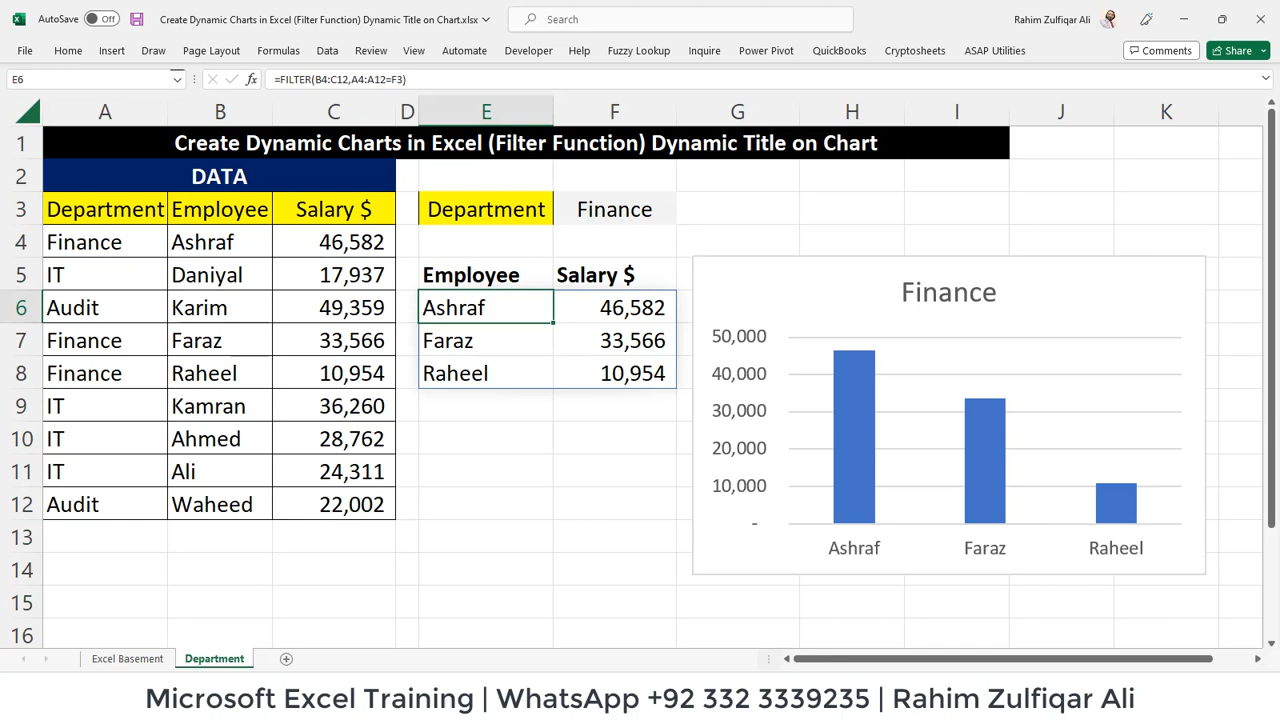 AutoSave Off Create Dynamic Charts in Excel (Filter Function) Dynamic Title on Chart.xlsx Search Rahim Zulfiqar Ali
File Home Insert Draw Page Layout Formulas Data Review View Automate Developer Help Fuzzy Lookup Inquire Power Pivot QuickBooks Cryptosheets ASAP Utilities Comments Share
E6 fx =FILTER(B4:C12,A4:A12=F3)
A B C D E F G H I J K
1 Create Dynamic Charts in Excel (Filter Function) Dynamic Title on Chart
2 DATA
3 Department Employee Salary $ Department Finance
4 Finance Ashraf 46,582
5 IT Daniyal 17,937 Employee Salary $
6 Audit Karim 49,359 Ashraf 46,582
7 Finance Faraz 33,566 Faraz 33,566
8 Finance Raheel 10,954 Raheel 10,954
9 IT Kamran 36,260
10 IT Ahmed 28,762
11 IT Ali 24,311
12 Audit Waheed 22,002
13
14
15
16
Finance
50,000
40,000
30,000
20,000
10,000
-
Ashraf Faraz Raheel
Excel Basement Department
Microsoft Excel Training | WhatsApp +92 332 3339235 | Rahim Zulfiqar Ali